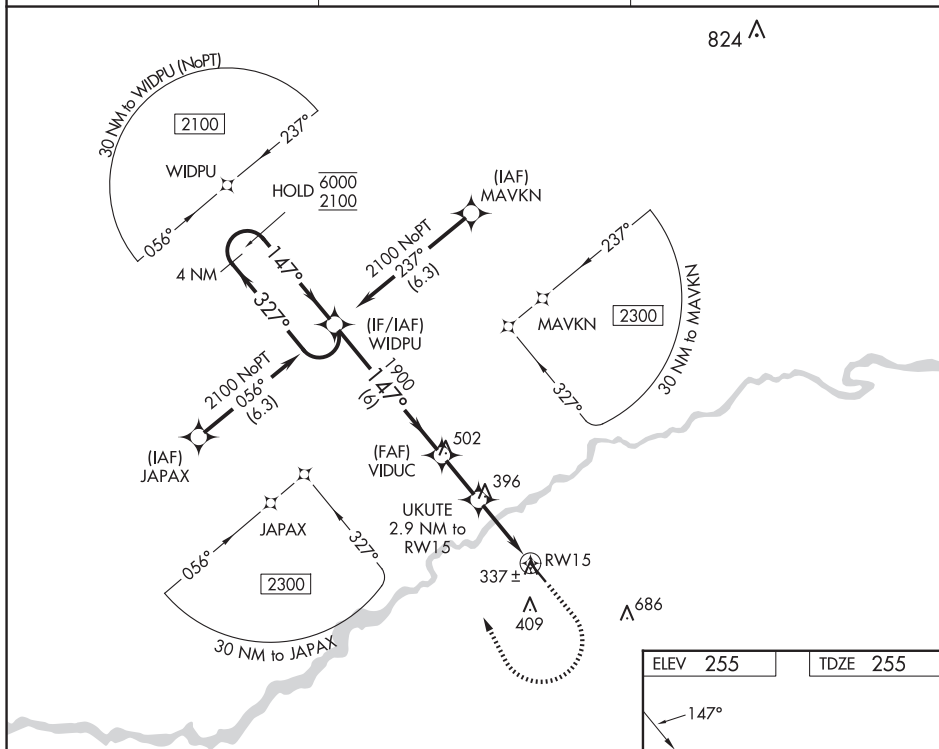 824
30 NM to WIDPU (NoPT)
2100
237°
WIDPU
056°
HOLD 6000
2100
(IAF)
MAVKN
2100 NoPT
237°
(6.3)
4 NM
147°
327°
(IF/IAF)
WIDPU
237°
MAVKN
2300
30 NM to MAVKN
327°
2100 NoPT
056°
(6.3)
(IAF)
JAPAX
1900
147°
(6)
502
(FAF)
VIDUC
396
UKUTE
2.9 NM to
RW15
JAPAX
056°
327°
2300
30 NM to JAPAX
RW15
337 ±
409
686
ELEV 255
TDZE 255
147°